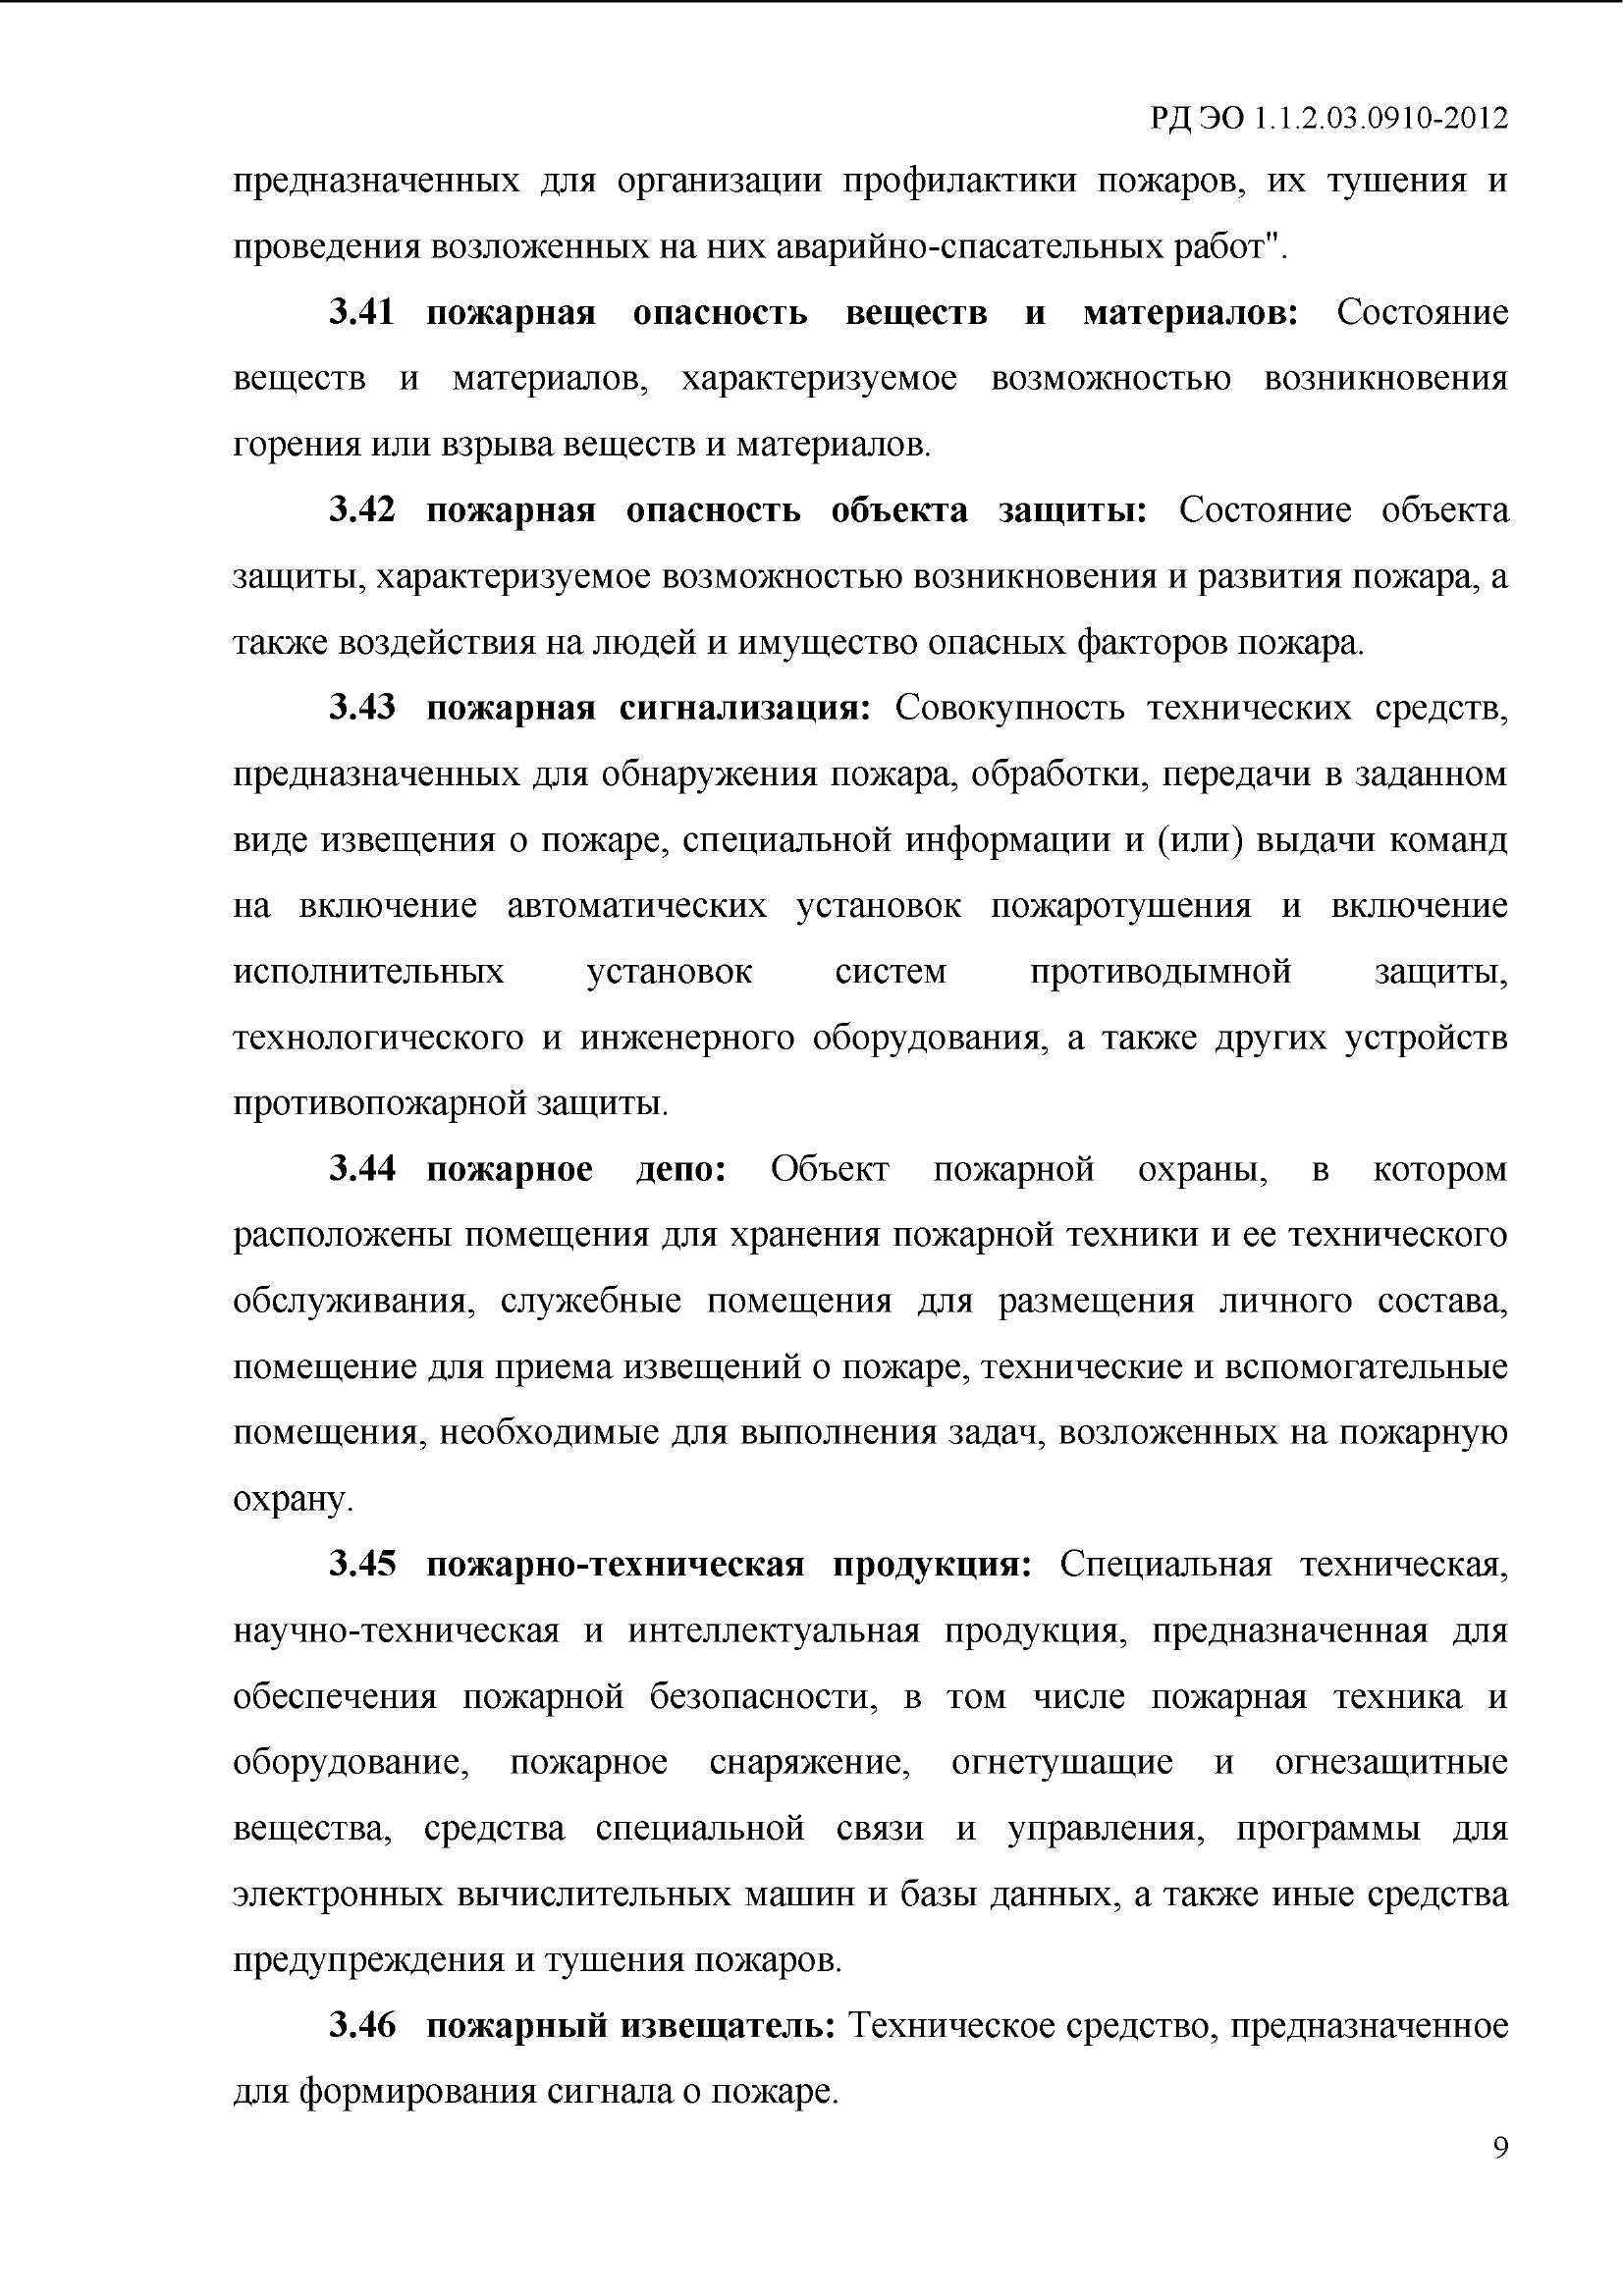 РД ЭО 1.1.2.03.0910-2012
предназначенных для организации профилактики пожаров, их тушения и
проведения возложенных на них аварийно-спасательных работ".
3.41 пожарная опасность веществ и материалов: Состояние
веществ и материалов, характеризуемое возможностью возникновения
горения или взрыва веществ и материалов.
3.42 пожарная опасность объекта защиты: Состояние объекта
защиты, характеризуемое возможностью возникновения и развития пожара, а
также воздействия на людей и имущество опасных факторов пожара.
3.43 пожарная сигнализация: Совокупность технических средств,
предназначенных для обнаружения пожара, обработки, передачи в заданном
виде извещения о пожаре, специальной информации и (или) выдачи команд
на включение автоматических установок пожаротушения и включение
исполнительных установок систем противодымной защиты,
технологического и инженерного оборудования, а также других устройств
противопожарной защиты.
3.44 пожарное депо: Объект пожарной охраны, в котором
расположены помещения для хранения пожарной техники и ее технического
обслуживания, служебные помещения для размещения личного состава,
помещение для приема извещений о пожаре, технические и вспомогательные
помещения, необходимые для выполнения задач, возложенных на пожарную
охрану.
3.45 пожарно-техническая продукция: Специальная техническая,
научно-техническая и интеллектуальная продукция, предназначенная для
обеспечения пожарной безопасности, в том числе пожарная техника и
оборудование, пожарное снаряжение, огнетушащие и огнезащитные
вещества, средства специальной связи и управления, программы для
электронных вычислительных машин и базы данных, а также иные средства
предупреждения и тушения пожаров.
3.46 пожарный извещатель: Техническое средство, предназначенное
для формирования сигнала о пожаре.
9